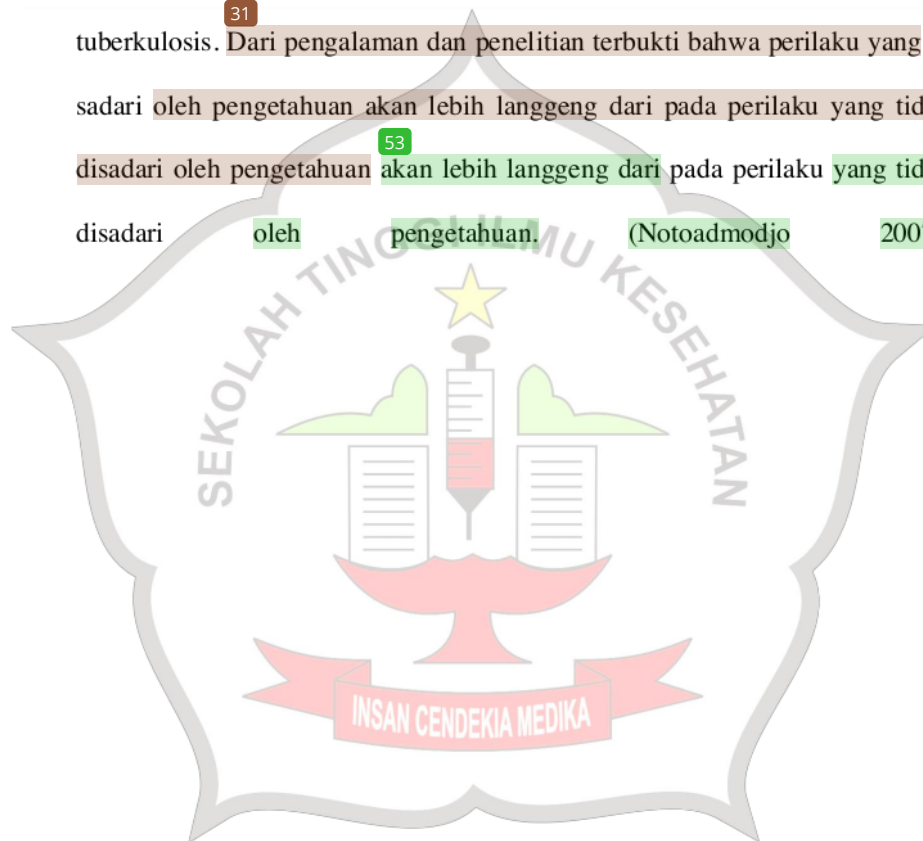 31
tuberkulosis. Dari pengalaman dan penelitian terbukti bahwa perilaku yang
sadari oleh pengetahuan akan lebih langgeng dari pada perilaku yang tid
53
disadari oleh pengetahuan akan lebih langgeng dari pada perilaku yang tid
disadari oleh pengetahuan. (Notoadmodjo 200
SEKOLAH TINGGI ILMU KESEHATAN
INSAN CENDEKIA MEDIKA